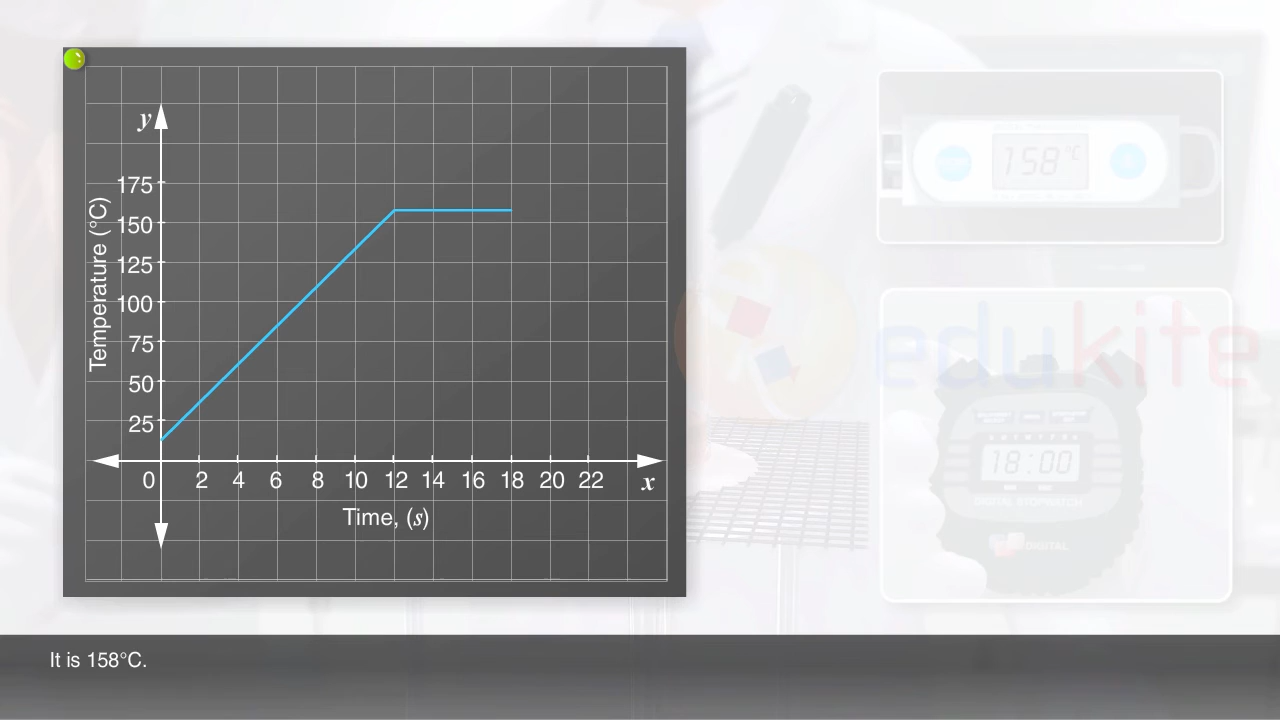 y
175
150
125
100
75
50
25
Temperature (°C)
0 2 4 6 8 10 12 14 16 18 20 22 x
Time, (s)
158 °C
edukite
18:00
DIGITAL STOPWATCH
ORBITAL
It is 158°C.